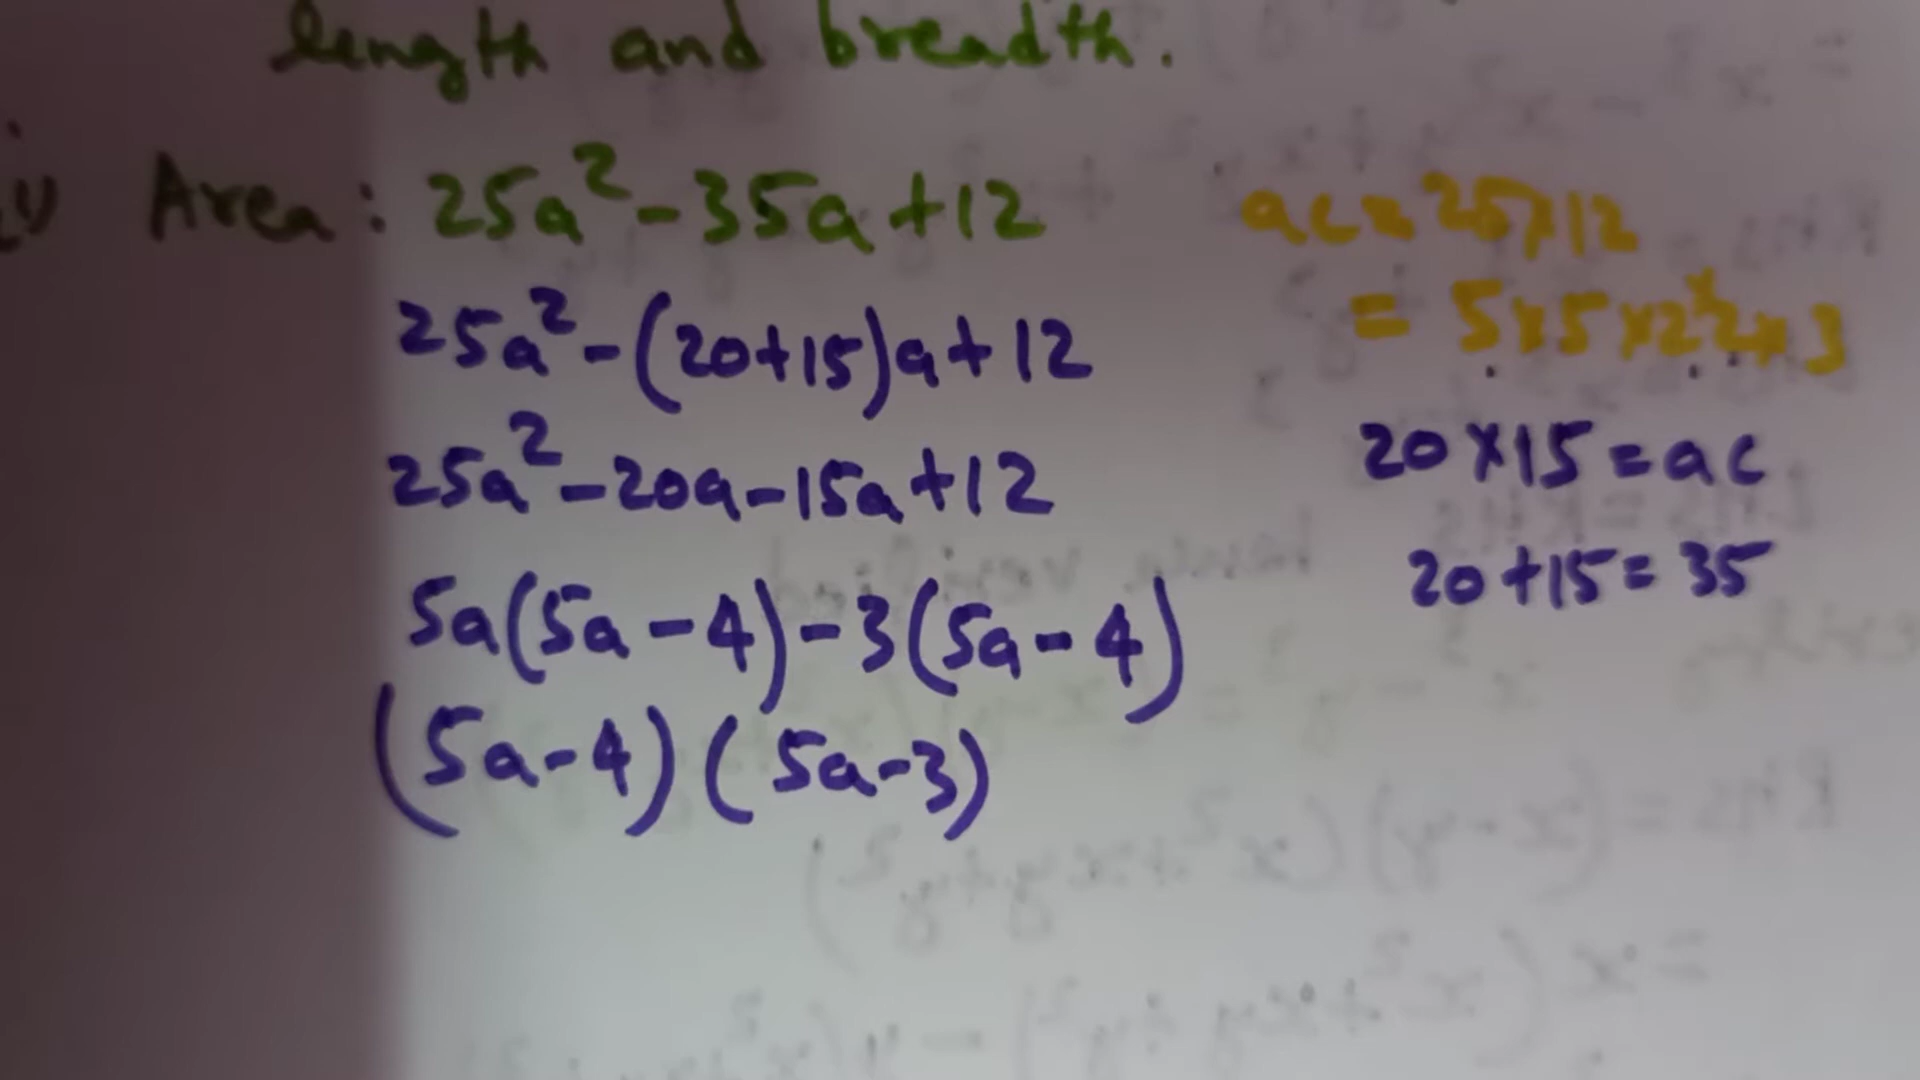 length and breadth.
i) Area: 25a²-35a+12
ac=25×12
25a²-(20+15)a+12
=5×5×2×2×3
25a²-20a-15a+12
20×15=ac
20+15=35
5a(5a-4)-3(5a-4)
(5a-4)(5a-3)